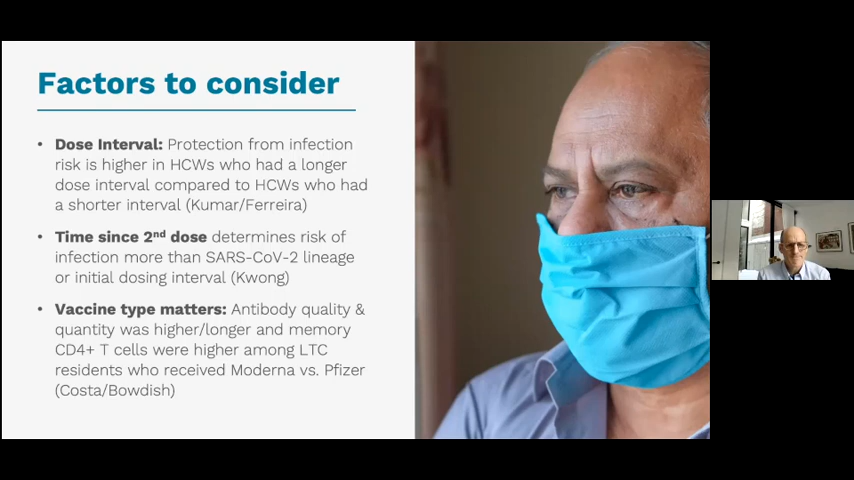 Factors to consider
• Dose Interval: Protection from infection
risk is higher in HCWs who had a longer
dose interval compared to HCWs who had
a shorter interval (Kumar/Ferreira)
• Time since 2nd dose determines risk of
infection more than SARS-CoV-2 lineage
or initial dosing interval (Kwong)
• Vaccine type matters: Antibody quality &
quantity was higher/longer and memory
CD4+ T cells were higher among LTC
residents who received Moderna vs. Pfizer
(Costa/Bowdish)